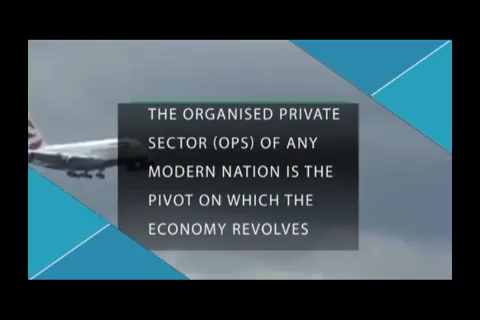 THE ORGANISED PRIVATE
SECTOR (OPS) OF ANY
MODERN NATION IS THE
PIVOT ON WHICH THE
ECONOMY REVOLVES